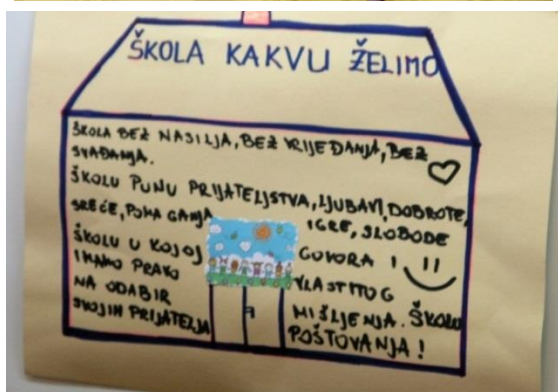 ŠKOLA KAKVU ŽELIMO
ŠKOLA BEZ NASILJA, BEZ VRIJEĐANJA, BEZ
SVAĐANJA.
ŠKOLU PUNU PRIJATELJSTVA, LJUBAVI, DOBROTE,
SREĆE, POMAGANJA, IGRE, SLOBODE
ŠKOLU U KOJOJ GOVORA I
IMAMO PRAVO VLASTITOG
NA ODABIR MIŠLJENJA. ŠKOLU
SVOJIH PRIJATELJA POŠTOVANJA!